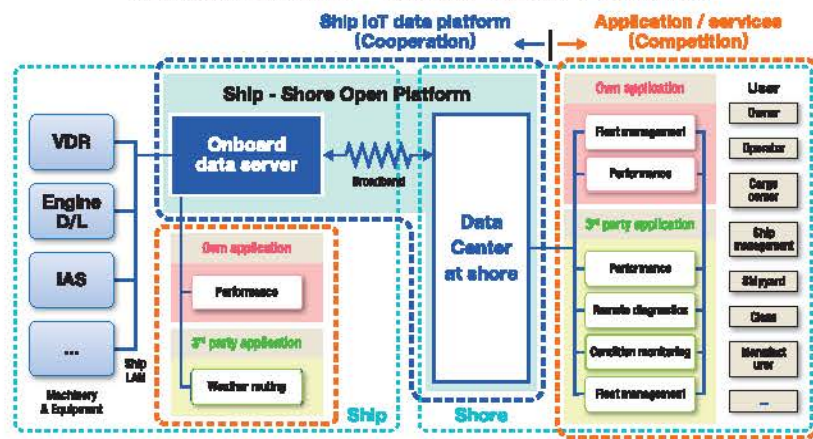 Ship IoT data platform
(Cooperation)
Application / services
(Competition)
Ship - Shore Open Platform
VDR
Engine
D/L
IAS
...
Machinery
& Equipment
Ship
LAN
Onboard
data server
Broadband
Own application
Performance
3rd party application
Weather routing
Ship
Data
Center
at shore
Shore
Own application
Fleet management
Performance
3rd party application
Performance
Remote diagnostics
Condition monitoring
Fleet management
User
Owner
Operator
Cargo
owner
Ship
management
Shipyard
Class
Manufact
urer
...